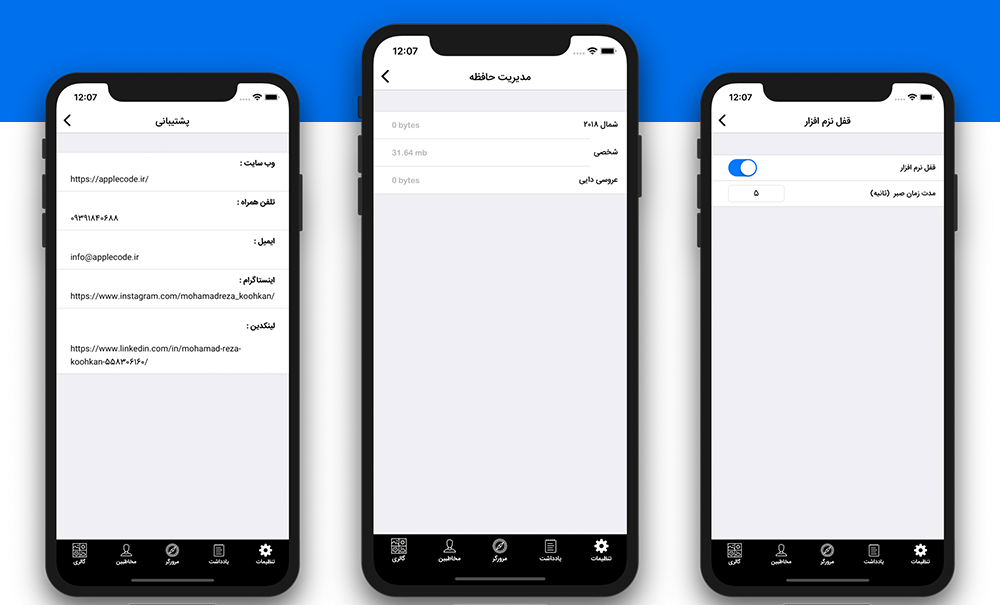 12:07
پشتیبانی
وب سایت :
https://applecode.ir/
تلفن همراه :
۰۹۳۹۱۸۴۰۶۸۸
ایمیل :
info@applecode.ir
اینستاگرام :
https://www.instagram.com/mohamadreza_koohkan/
لینکدین :
https://www.linkedin.com/in/mohamad-reza-
koohkan-۵۵۸۳۰۶۱۶۰/
گالری مخاطبین مرورگر یادداشت تنظیمات
12:07
مدیریت حافظه
شمال ۲۰۱۸ 0 bytes
شخصی 31.64 mb
عروسی دایی 0 bytes
گالری مخاطبین مرورگر یادداشت تنظیمات
12:07
قفل نرم افزار
قفل نرم افزار
مدت زمان صبر (ثانیه) ۵
گالری مخاطبین مرورگر یادداشت تنظیمات